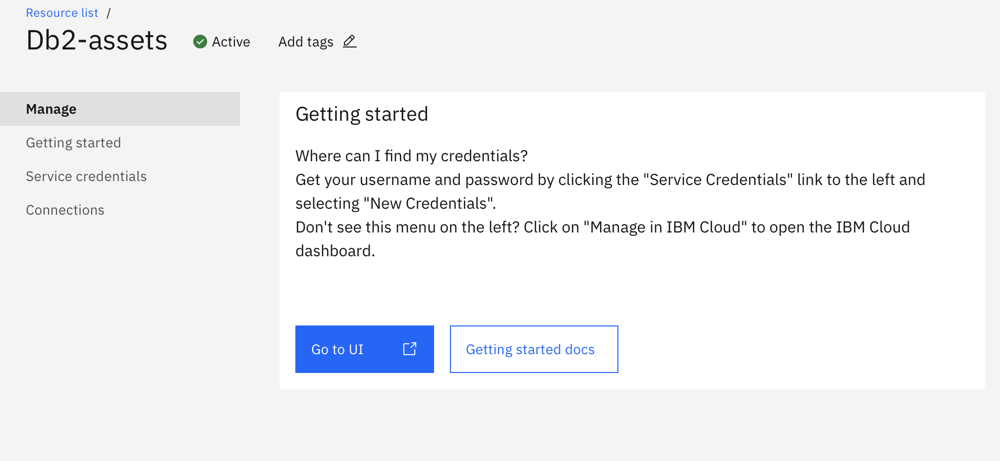 Resource list /
Db2-assets
Active
Add tags
Manage
Getting started
Service credentials
Connections
Getting started
Where can I find my credentials?
Get your username and password by clicking the "Service Credentials" link to the left and
selecting "New Credentials".
Don't see this menu on the left? Click on "Manage in IBM Cloud" to open the IBM Cloud
dashboard.
Go to UI
Getting started docs